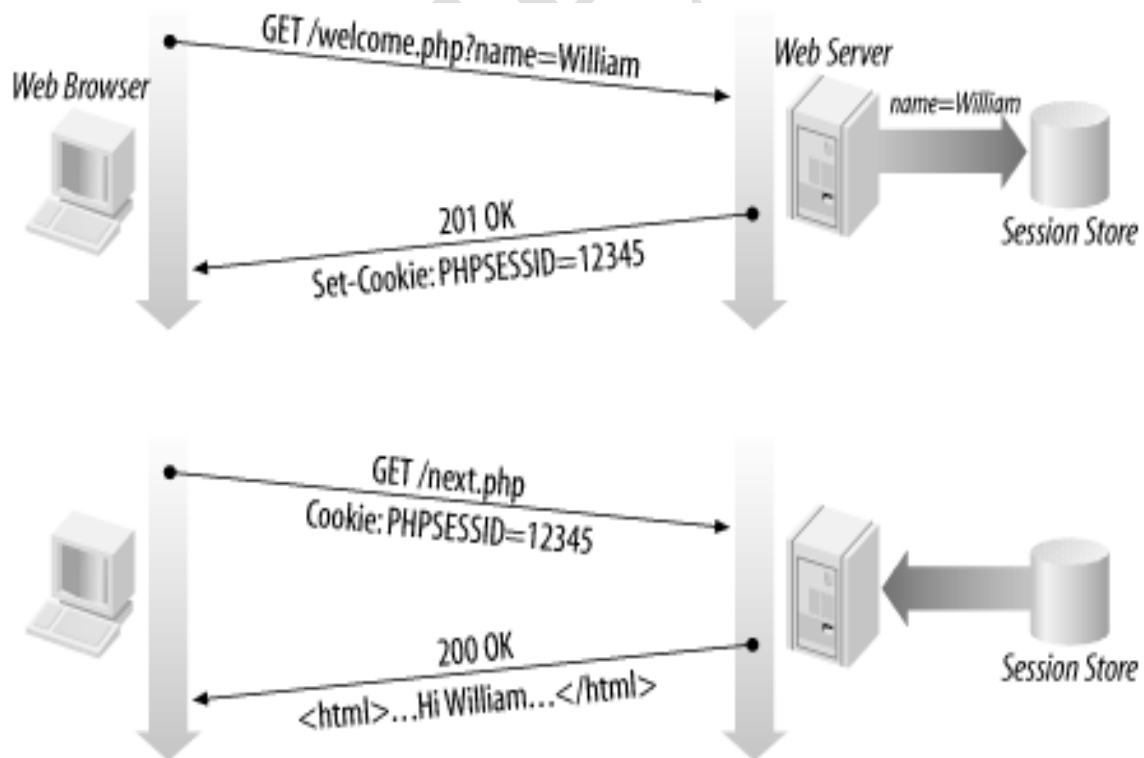 GET /welcome.php?name=William
Web Browser
Web Server
name=William
201 OK
Set-Cookie: PHPSESSID=12345
Session Store
GET /next.php
Cookie: PHPSESSID=12345
200 OK
<html>...Hi William...</html>
Session Store